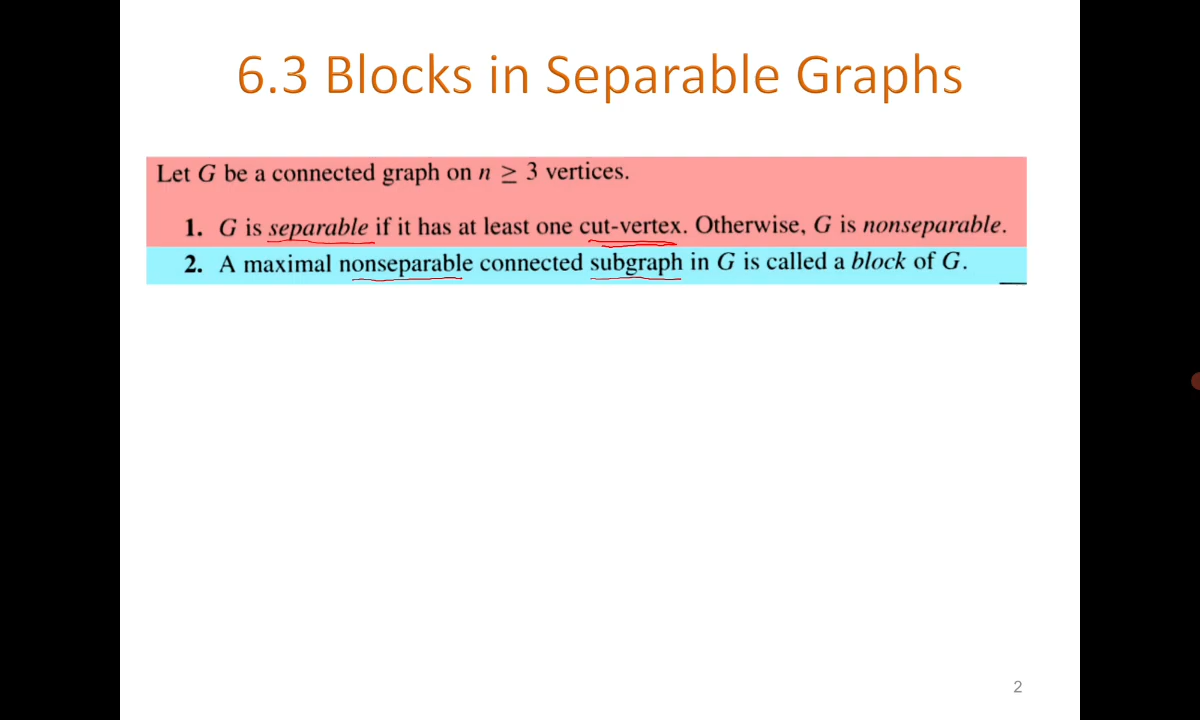 6.3 Blocks in Separable Graphs
Let G be a connected graph on n ≥ 3 vertices.
1. G is separable if it has at least one cut-vertex. Otherwise, G is nonseparable.
2. A maximal nonseparable connected subgraph in G is called a block of G.
2